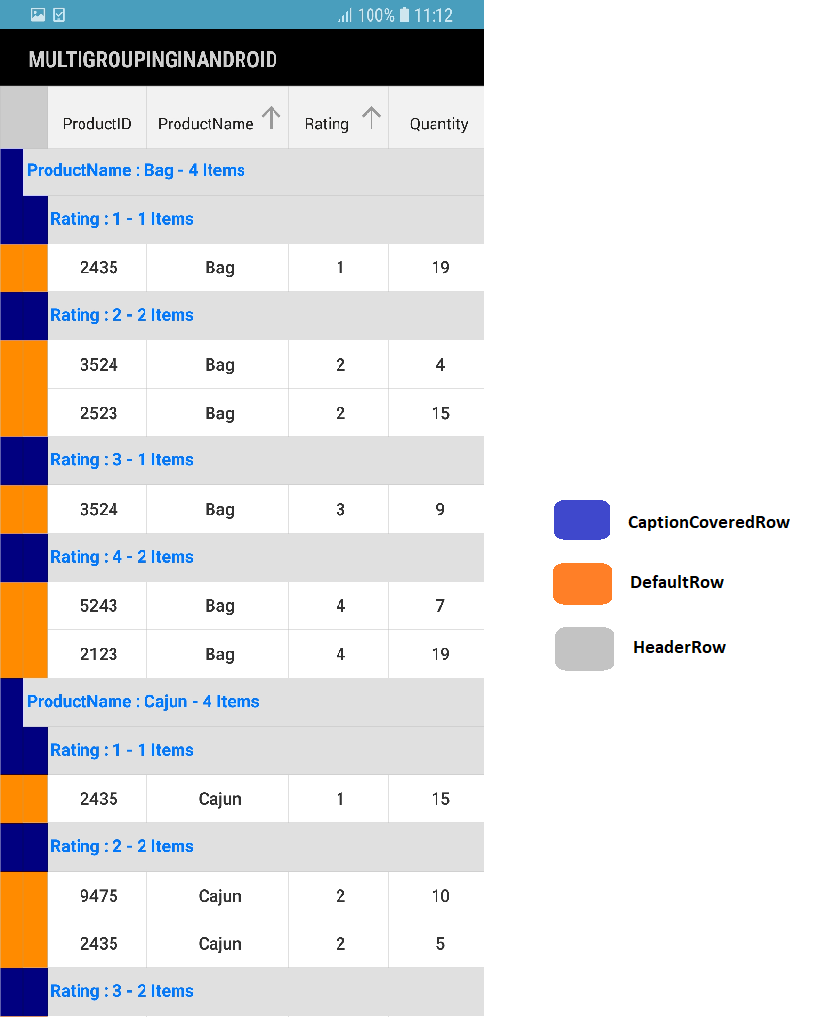 100% 11:12
MULTIGROUPINGINANDROID
ProductID ProductName Rating Quantity
ProductName : Bag - 4 Items
Rating : 1 - 1 Items
2435 Bag 1 19
Rating : 2 - 2 Items
3524 Bag 2 4
2523 Bag 2 15
Rating : 3 - 1 Items
3524 Bag 3 9
Rating : 4 - 2 Items
5243 Bag 4 7
2123 Bag 4 19
ProductName : Cajun - 4 Items
Rating : 1 - 1 Items
2435 Cajun 1 15
Rating : 2 - 2 Items
9475 Cajun 2 10
2435 Cajun 2 5
Rating : 3 - 2 Items
CaptionCoveredRow
DefaultRow
HeaderRow